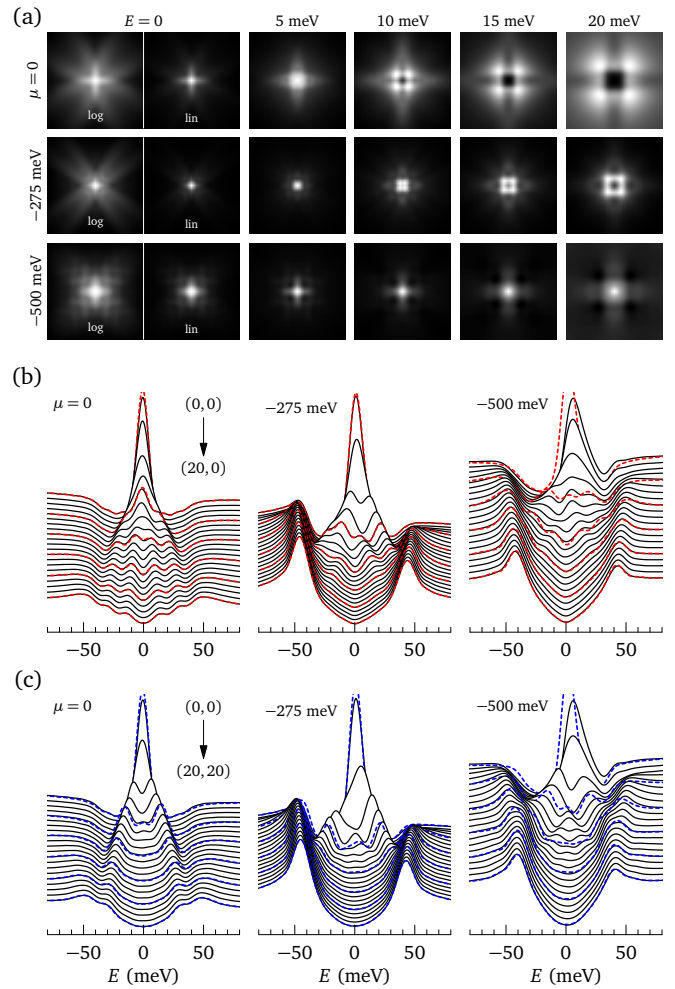 (a)
E = 0 5 meV 10 meV 15 meV 20 meV
μ = 0
log lin
−275 meV
log lin
−500 meV
log lin
(b)
μ = 0 (0, 0) −275 meV −500 meV
(20, 0)
−50 0 50 −50 0 50 −50 0 50
(c)
μ = 0 (0, 0) −275 meV −500 meV
(20, 20)
−50 0 50 −50 0 50 −50 0 50
E (meV) E (meV) E (meV)